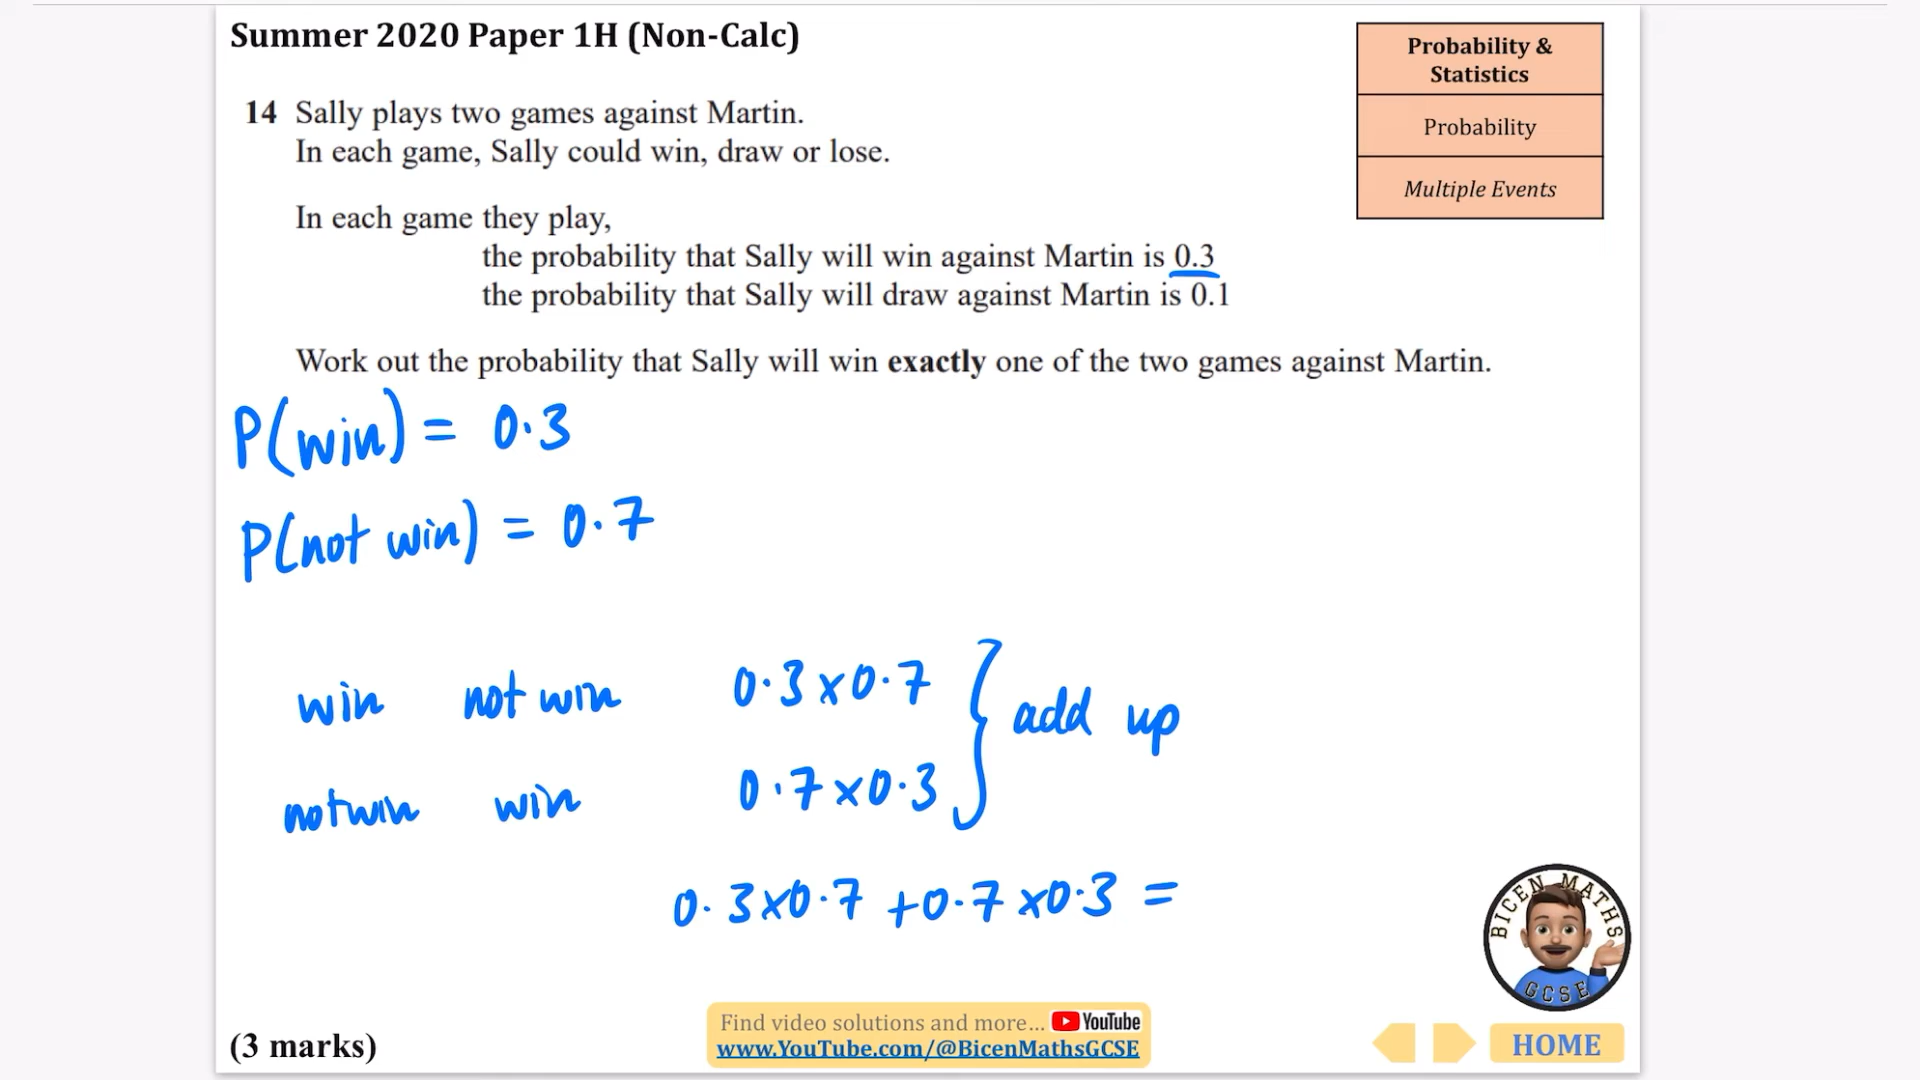 Summer 2020 Paper 1H (Non-Calc)
Probability &
Statistics
Probability
Multiple Events
14 Sally plays two games against Martin.
In each game, Sally could win, draw or lose.
In each game they play,
the probability that Sally will win against Martin is 0.3
the probability that Sally will draw against Martin is 0.1
Work out the probability that Sally will win exactly one of the two games against Martin.
P(win) = 0.3
P(not win) = 0.7
win not win 0.3×0.7
add up
not win win 0.7×0.3
0.3×0.7 +0.7×0.3 =
BICEN MATHS
GCSE
(3 marks)
Find video solutions and more... YouTube
www.YouTube.com/@BicenMathsGCSE
HOME